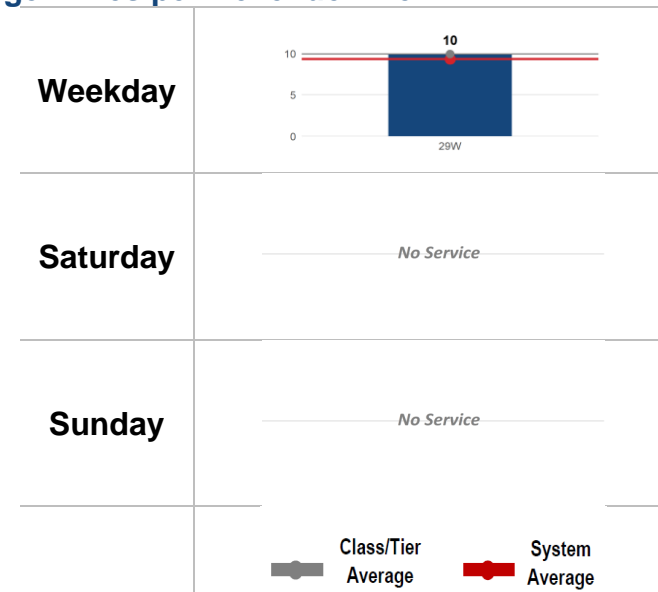 Weekday
10
10
5
0
29W
Saturday
No Service
Sunday
No Service
Class/Tier
Average
System
Average